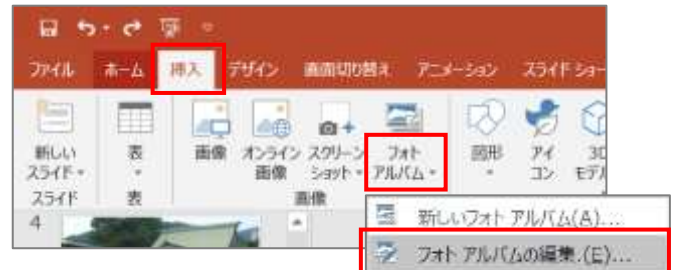 ファイル ホーム 挿入 デザイン 画面切り替え アニメーション スライド ショー
新しい 表 画像 オンライン スクリーン フォト 図形 アイ 3D
スライド 画像 ショット アルバム コン モデル
スライド 表 画像
4
新しいフォト アルバム(A)...
フォト アルバムの編集.(E)...